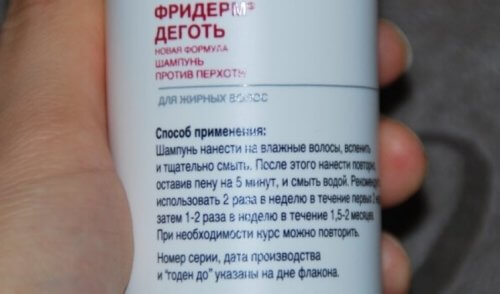 ФРИДЕРМ®
ДЕГОТЬ
НОВАЯ ФОРМУЛА
ШАМПУНЬ
ПРОТИВ ПЕРХОТИ
ДЛЯ ЖИРНЫХ ВОЛОС
Способ применения:
Шампунь нанести на влажные волосы, вспенить
и тщательно смыть. После этого нанести повторно,
оставив пену на 5 минут, и смыть водой.
использовать 2 раза в неделю в течение первых
затем 1-2 раза в неделю в течение 1,5-2 месяцев.
При необходимости курс можно повторить.
Номер серии, дата производства
и "годен до" указаны на дне флакона.